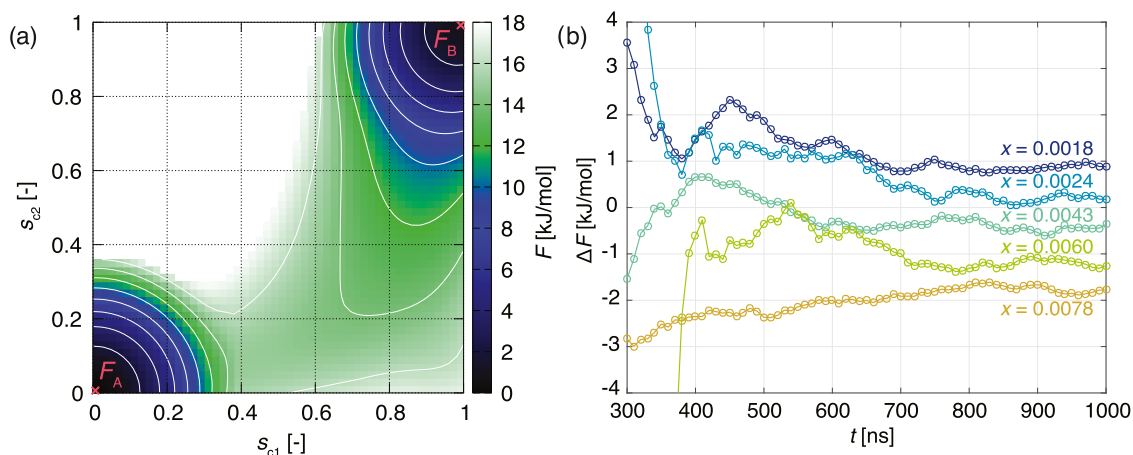 (a)
1
0.8
0.6
0.4
0.2
0
s_c2 [-]
0 0.2 0.4 0.6 0.8 1
s_c1 [-]
F_A
F_B
18
16
14
12
10
8
6
4
2
0
F [kJ/mol]
(b)
4
3
2
1
0
-1
-2
-3
-4
ΔF [kJ/mol]
x = 0.0018
x = 0.0024
x = 0.0043
x = 0.0060
x = 0.0078
300 400 500 600 700 800 900 1000
t [ns]